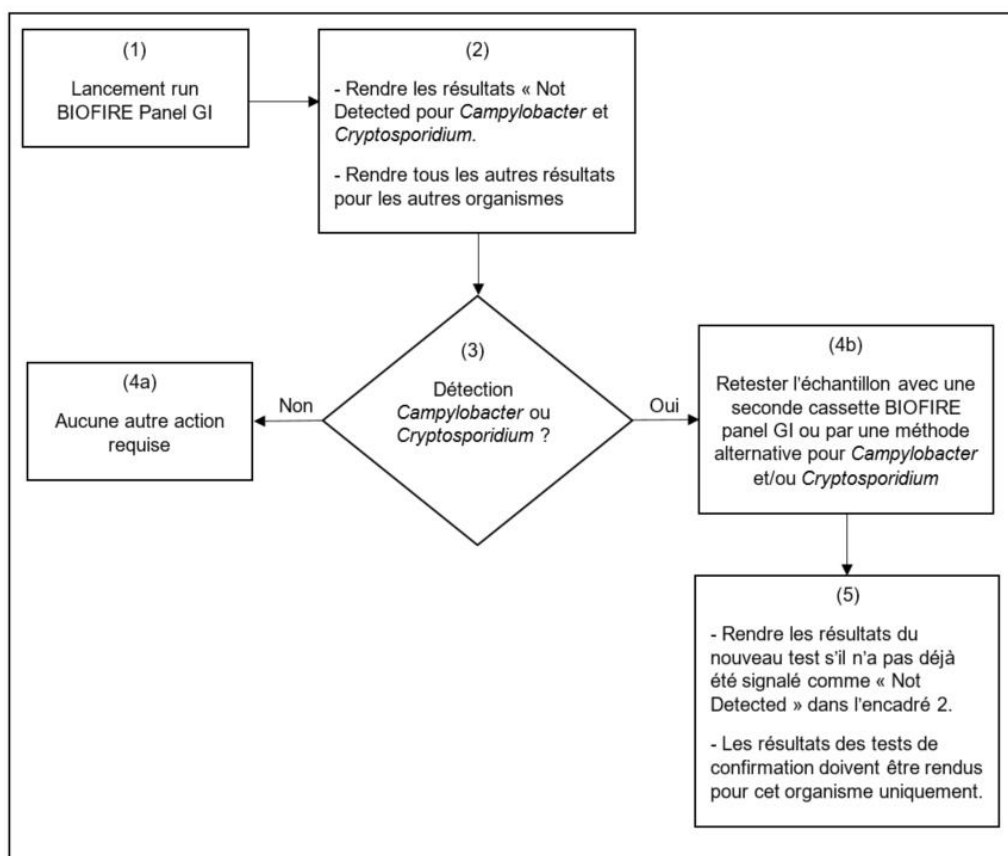 (1)
Lancement run
BIOFIRE Panel GI
(2)
- Rendre les résultats « Not
Detected pour Campylobacter et
Cryptosporidium.
- Rendre tous les autres résultats
pour les autres organismes
(3)
Détection
Campylobacter ou
Cryptosporidium ?
Non
Oui
(4a)
Aucune autre action
requise
(4b)
Retester l'échantillon avec une
seconde cassette BIOFIRE
panel GI ou par une méthode
alternative pour Campylobacter
et/ou Cryptosporidium
(5)
- Rendre les résultats du
nouveau test s'il n'a pas déjà
été signalé comme « Not
Detected » dans l'encadré 2.
- Les résultats des tests de
confirmation doivent être rendus
pour cet organisme uniquement.